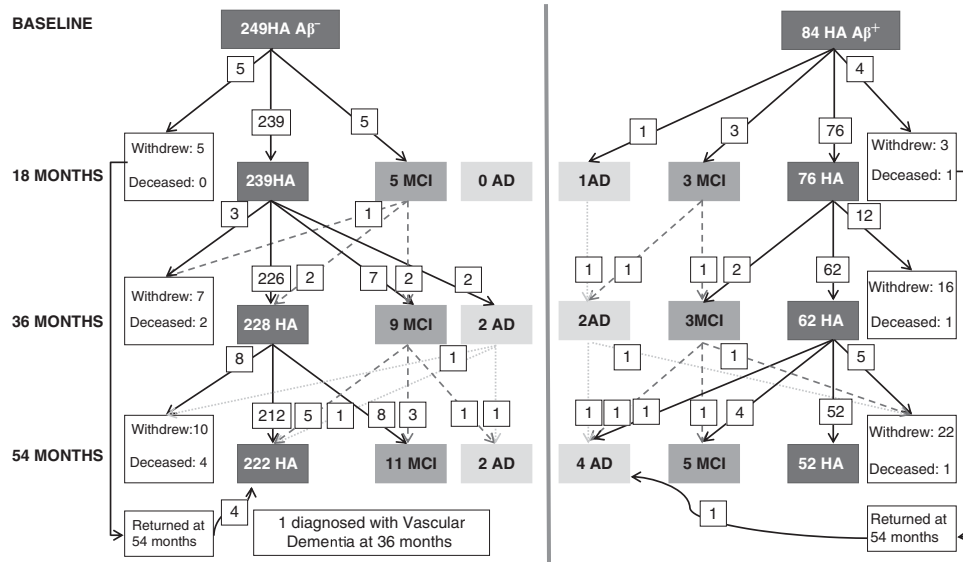 BASELINE
249HA Aβ⁻
84 HA Aβ⁺
5
239
5
1
3
76
4
18 MONTHS
Withdrew: 5
Deceased: 0
239HA
5 MCI
0 AD
1AD
3 MCI
76 HA
Withdrew: 3
Deceased: 1
3
1
12
226
2
7
2
2
1
1
1
2
62
36 MONTHS
Withdrew: 7
Deceased: 2
228 HA
9 MCI
2 AD
2AD
3MCI
62 HA
Withdrew: 16
Deceased: 1
8
1
1
1
5
212
5
1
8
3
1
1
1
1
1
1
4
52
54 MONTHS
Withdrew:10
Deceased: 4
222 HA
11 MCI
2 AD
4 AD
5 MCI
52 HA
Withdrew: 22
Deceased: 1
Returned at
54 months
4
1 diagnosed with Vascular
Dementia at 36 months
1
Returned at
54 months